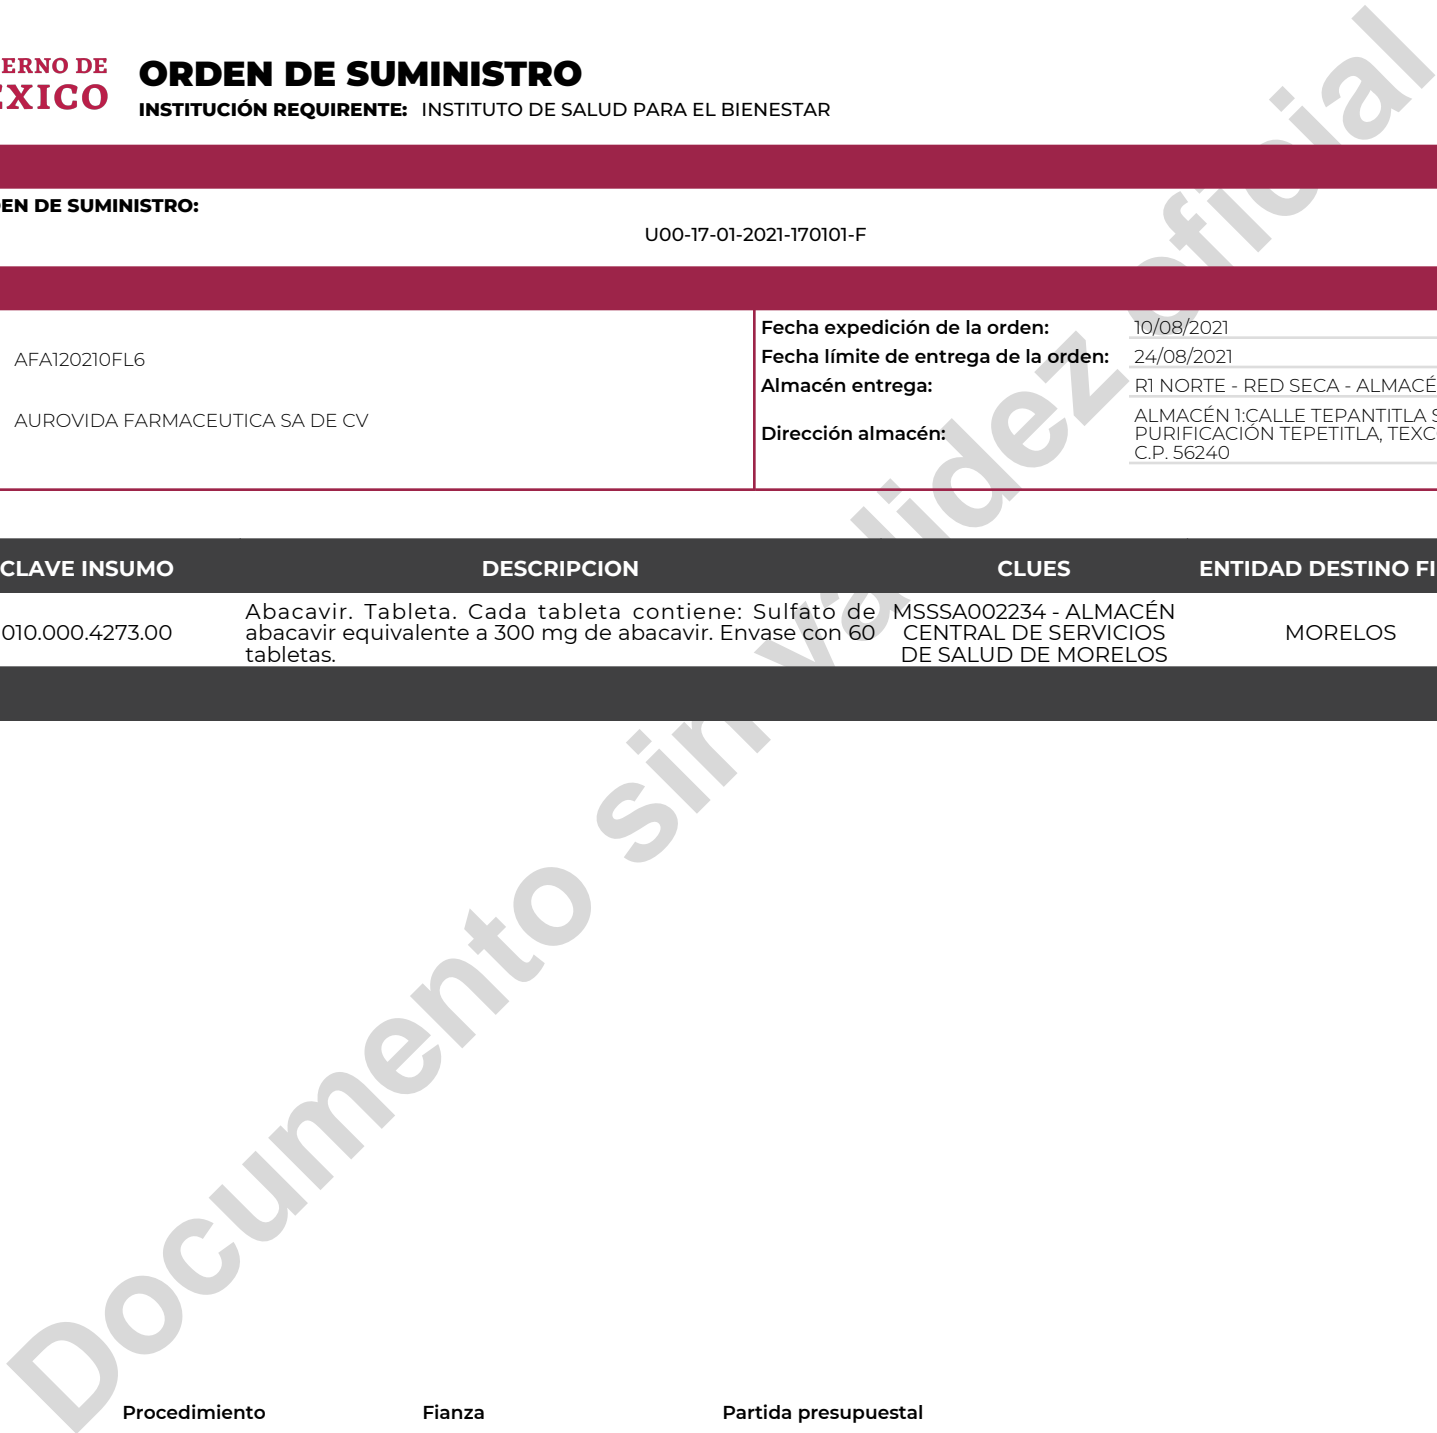 ERNO DE
EXICO
ORDEN DE SUMINISTRO
INSTITUCIÓN REQUIRENTE: INSTITUTO DE SALUD PARA EL BIENESTAR
EN DE SUMINISTRO:
U00-17-01-2021-170101-F
AFA120210FL6
AUROVIDA FARMACEUTICA SA DE CV
Fecha expedición de la orden: 10/08/2021
Fecha límite de entrega de la orden: 24/08/2021
Almacén entrega: R1 NORTE - RED SECA - ALMACÉ
Dirección almacén: ALMACÉN 1:CALLE TEPANTITLA S
PURIFICACIÓN TEPETITLA, TEXC
C.P. 56240
CLAVE INSUMO DESCRIPCION CLUES ENTIDAD DESTINO FI
010.000.4273.00
Abacavir. Tableta. Cada tableta contiene: Sulfato de
abacavir equivalente a 300 mg de abacavir. Envase con 60
tabletas.
MSSSA002234 - ALMACÉN
CENTRAL DE SERVICIOS
DE SALUD DE MORELOS
MORELOS
Documento sin validez oficial
Procedimiento Fianza Partida presupuestal